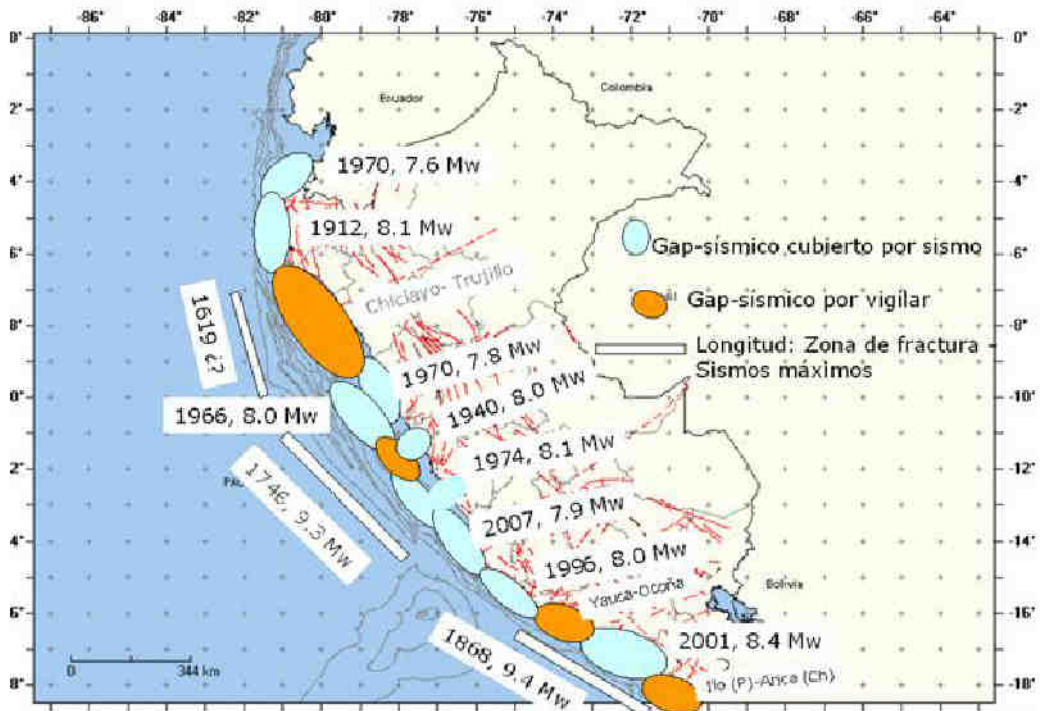 -82° -80° -78° -76° -74° -72° -70° -68° -66° -64°
0° 0°
Ecuador
Colombia
2° -2°
1970, 7.6 Mw
4° -4°
1912, 8.1 Mw
Gap-sísmico cubierto por sismo
6° -6°
Chiclayo- Trujillo
Gap-sísmico por vigilar
1619 ¿?
8° -8°
Longitud: Zona de fractura
Sismos máximos
1970, 7.8 Mw
1940, 8.0 Mw
0° -10°
1966, 8.0 Mw
1974, 8.1 Mw
2° -12°
1746, 9.3 Mw
2007, 7.9 Mw
4° -14°
1996, 8.0 Mw
Yauca-Ocoña
Bolivia
6° -16°
2001, 8.4 Mw
1868, 9.4 Mw
Ilo (P)-Arica (Ch)
0 344 km
8° -18°